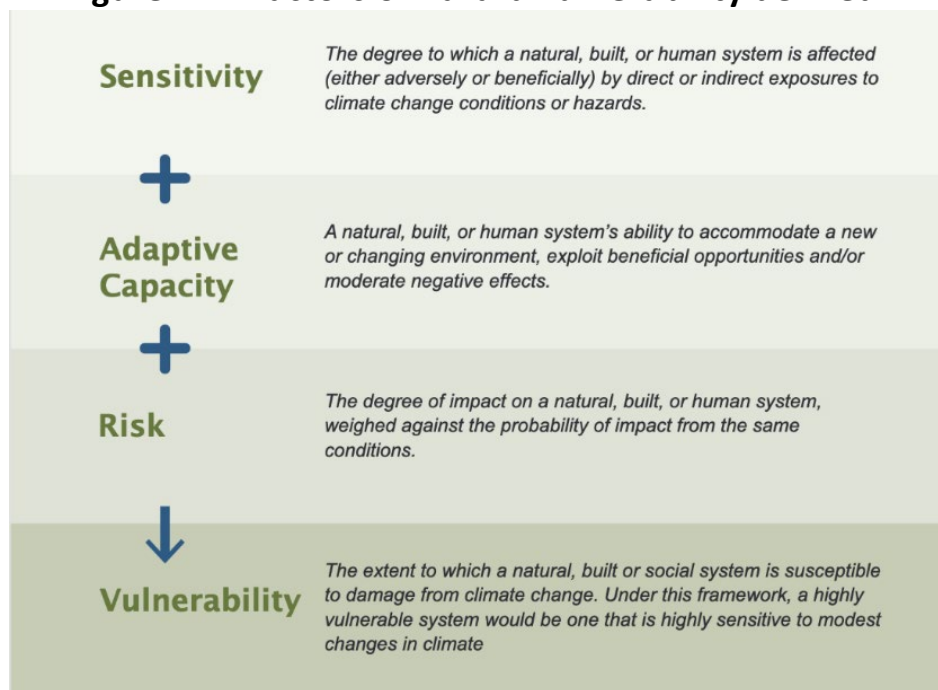 Sensitivity
The degree to which a natural, built, or human system is affected
(either adversely or beneficially) by direct or indirect exposures to
climate change conditions or hazards.
+
Adaptive
Capacity
A natural, built, or human system's ability to accommodate a new
or changing environment, exploit beneficial opportunities and/or
moderate negative effects.
+
Risk
The degree of impact on a natural, built, or human system,
weighed against the probability of impact from the same
conditions.
Vulnerability
The extent to which a natural, built or social system is susceptible
to damage from climate change. Under this framework, a highly
vulnerable system would be one that is highly sensitive to modest
changes in climate